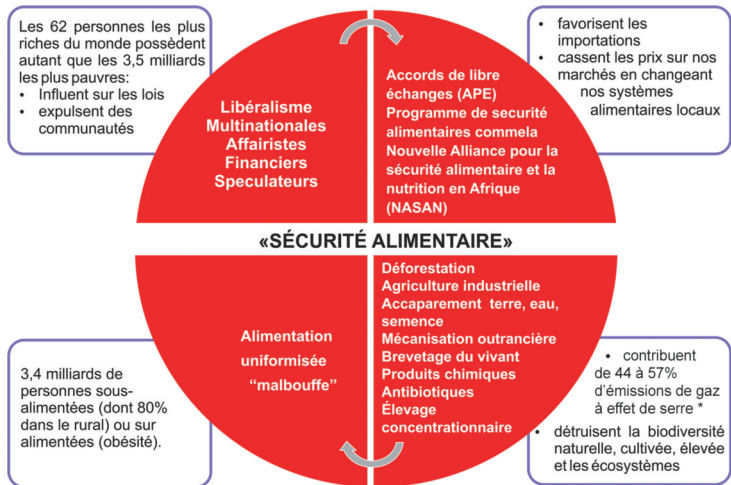 Les 62 personnes les plus
riches du monde possèdent
autant que les 3,5 milliards
les plus pauvres:
• Influent sur les lois
• expulsent des
communautés
Libéralisme
Multinationales
Affairistes
Financiers
Speculateurs
Accords de libre
échanges (APE)
Programme de securité
alimentaires commela
Nouvelle Alliance pour la
sécurité alimentaire et la
nutrition en Afrique
(NASAN)
• favorisent les
importations
• cassent les prix sur nos
marchés en changeant
nos systèmes
alimentaires locaux
«SÉCURITÉ ALIMENTAIRE»
3,4 milliards de
personnes sous-
alimentées (dont 80%
dans le rural) ou sur
alimentées (obésité).
Alimentation
uniformisée
“malbouffe”
Déforestation
Agriculture industrielle
Accaparement terre, eau,
semence
Mécanisation outrancière
Brevetage du vivant
Produits chimiques
Antibiotiques
Élevage
concentrationnaire
• contribuent
de 44 à 57%
d'émissions de gaz
à effet de serre *
• détruisent la biodiversité
naturelle, cultivée, élevée
et les écosystèmes